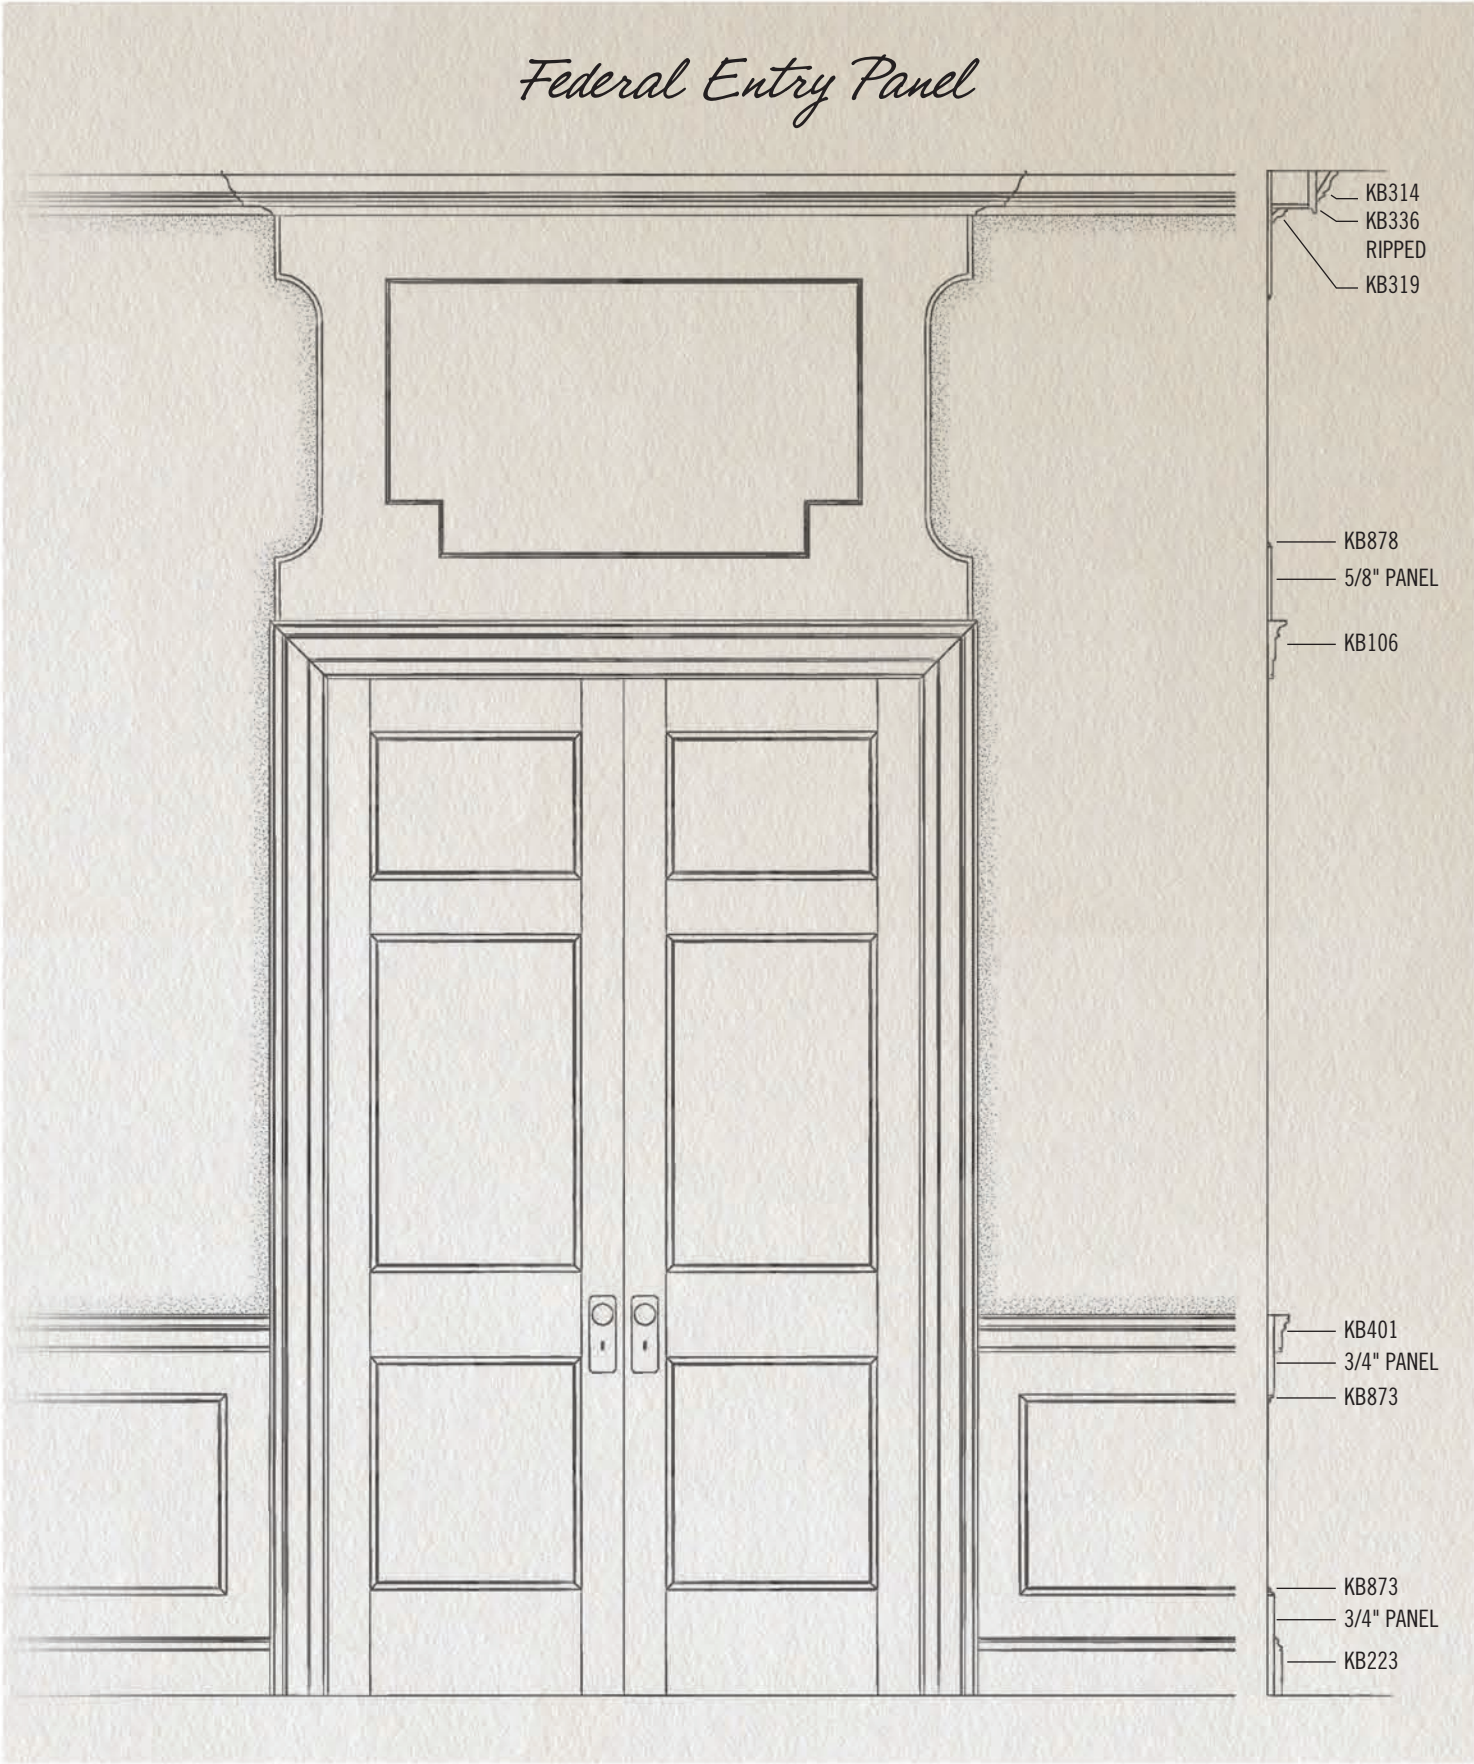 Federal Entry Panel
KB314
KB336
RIPPED
KB319
KB878
5/8" PANEL
KB106
KB401
3/4" PANEL
KB873
KB873
3/4" PANEL
KB223